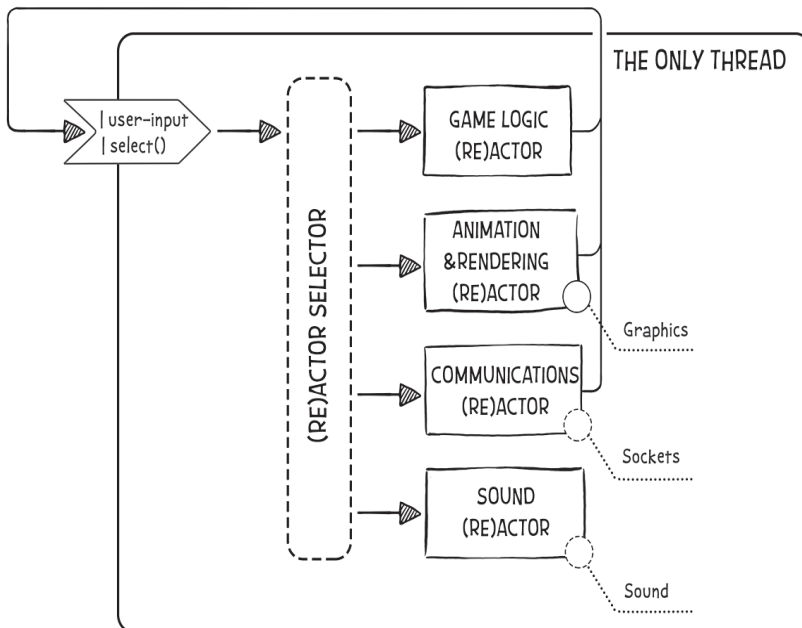 THE ONLY THREAD
| user-input
| select()
(RE)ACTOR SELECTOR
GAME LOGIC
(RE)ACTOR
ANIMATION
&RENDERING
(RE)ACTOR
Graphics
COMMUNICATIONS
(RE)ACTOR
Sockets
SOUND
(RE)ACTOR
Sound